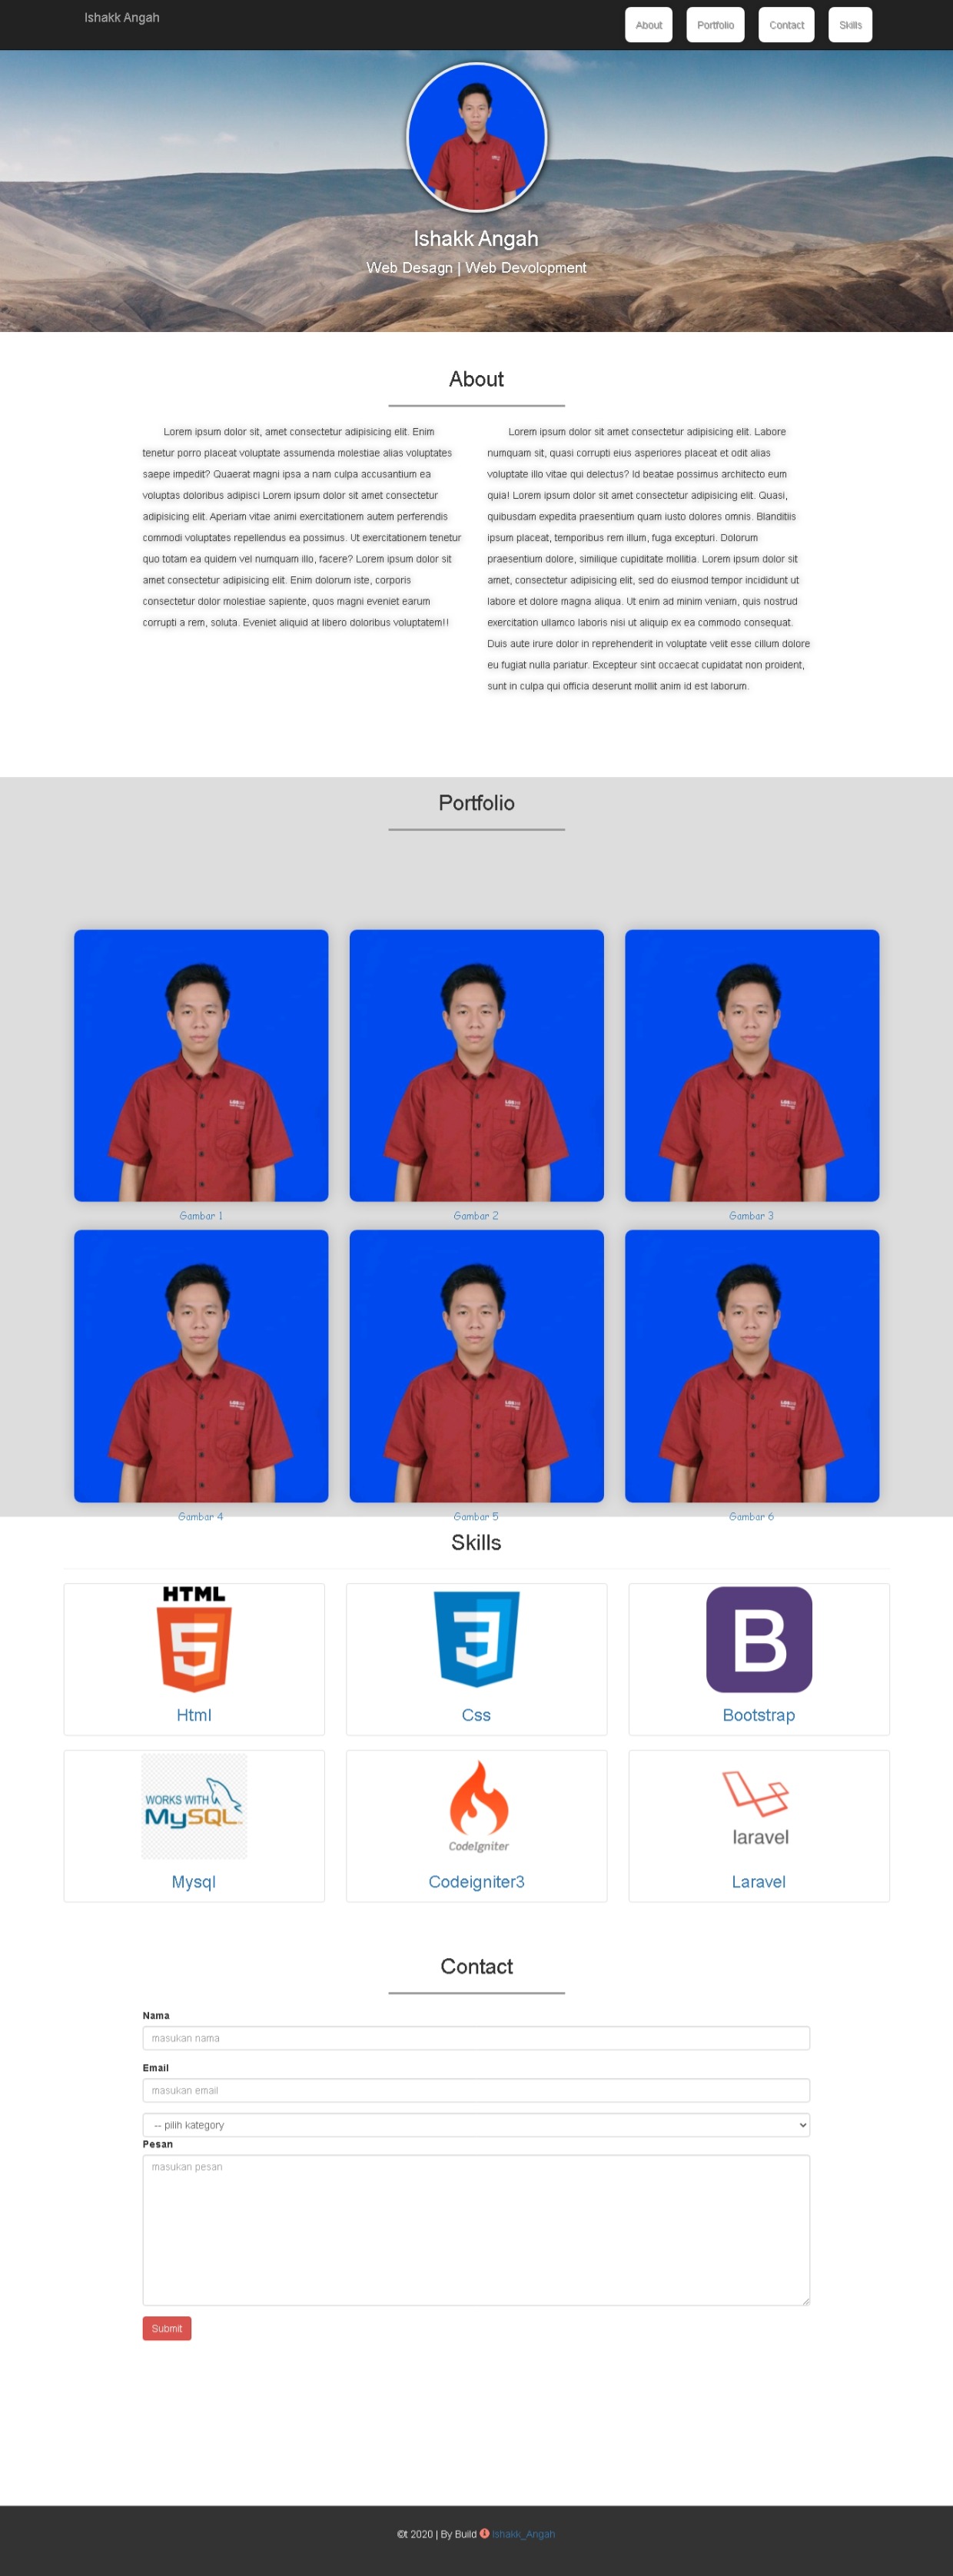 Ishakk Angah
About Portfolio Contact Skills
Ishakk Angah
Web Desagn | Web Devolopment
About
Lorem ipsum dolor sit, amet consectetur adipisicing elit. Enim
tenetur porro placeat voluptate assumenda molestiae alias voluptates
saepe impedit? Quaerat magni ipsa a nam culpa accusantium ea
voluptas doloribus adipisci Lorem ipsum dolor sit amet consectetur
adipisicing elit. Aperiam vitae animi exercitationem autem perferendis
commodi voluptates repellendus ea possimus. Ut exercitationem tenetur
quo totam ea quidem vel numquam illo, facere? Lorem ipsum dolor sit
amet consectetur adipisicing elit. Enim dolorum iste, corporis
consectetur dolor molestiae sapiente, quos magni eveniet earum
corrupti a rem, soluta. Eveniet aliquid at libero doloribus voluptatem!!
Lorem ipsum dolor sit amet consectetur adipisicing elit. Labore
numquam sit, quasi corrupti eius asperiores placeat et odit alias
voluptate illo vitae qui delectus? Id beatae possimus architecto eum
quia! Lorem ipsum dolor sit amet consectetur adipisicing elit. Quasi,
quibusdam expedita praesentium quam iusto dolores omnis. Blanditiis
ipsum placeat, temporibus rem illum, fuga excepturi. Dolorum
praesentium dolore, similique cupiditate mollitia. Lorem ipsum dolor sit
amet, consectetur adipisicing elit, sed do eiusmod tempor incididunt ut
labore et dolore magna aliqua. Ut enim ad minim veniam, quis nostrud
exercitation ullamco laboris nisi ut aliquip ex ea commodo consequat.
Duis aute irure dolor in reprehenderit in voluptate velit esse cillum dolore
eu fugiat nulla pariatur. Excepteur sint occaecat cupidatat non proident,
sunt in culpa qui officia deserunt mollit anim id est laborum.
Portfolio
Gambar 1
Gambar 2
Gambar 3
Gambar 4
Gambar 5
Gambar 6
Skills
HTML
5
Html
3
Css
B
Bootstrap
WORKS WITH
MySQL
Mysql
CodeIgniter
Codeigniter3
laravel
Laravel
Contact
Nama
masukan nama
Email
masukan email
-- pilih kategory
Pesan
masukan pesan
Submit
©t 2020 | By Build ishakk_Angah